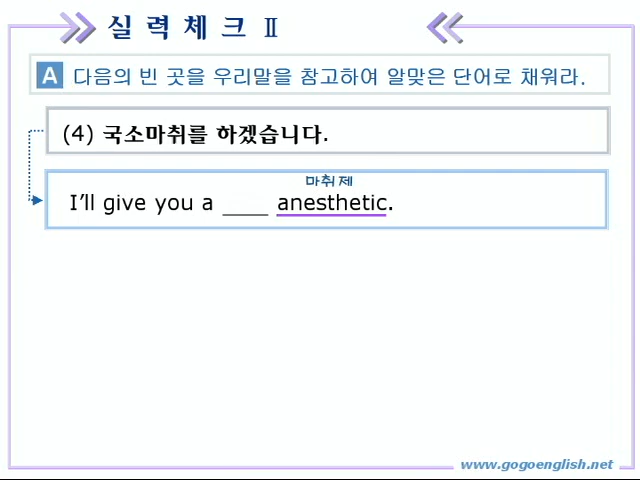 실 력 체 크 Ⅱ
A 다음의 빈 곳을 우리말을 참고하여 알맞은 단어로 채워라.
(4) 국소마취를 하겠습니다.
마취제
I’ll give you a ____ anesthetic.
www.gogoenglish.net